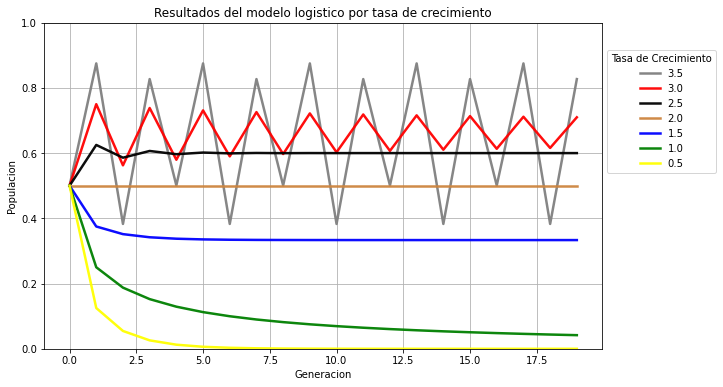 Resultados del modelo logistico por tasa de crecimiento
1.0
0.8
0.6
0.4
0.2
0.0
Populacion
0.0 2.5 5.0 7.5 10.0 12.5 15.0 17.5
Generacion
Tasa de Crecimiento
3.5
3.0
2.5
2.0
1.5
1.0
0.5